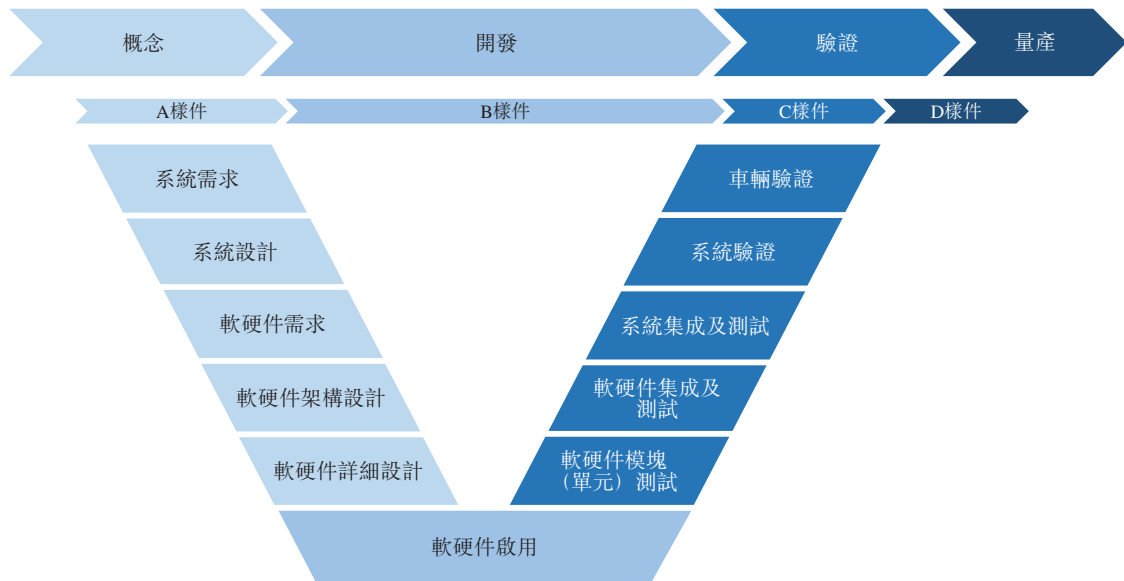 概念
開發
驗證
量產
A樣件
B樣件
C樣件
D樣件
系統需求
系統設計
軟硬件需求
軟硬件架構設計
軟硬件詳細設計
軟硬件啟用
車輛驗證
系統驗證
系統集成及測試
軟硬件集成及
測試
軟硬件模塊
（單元）測試